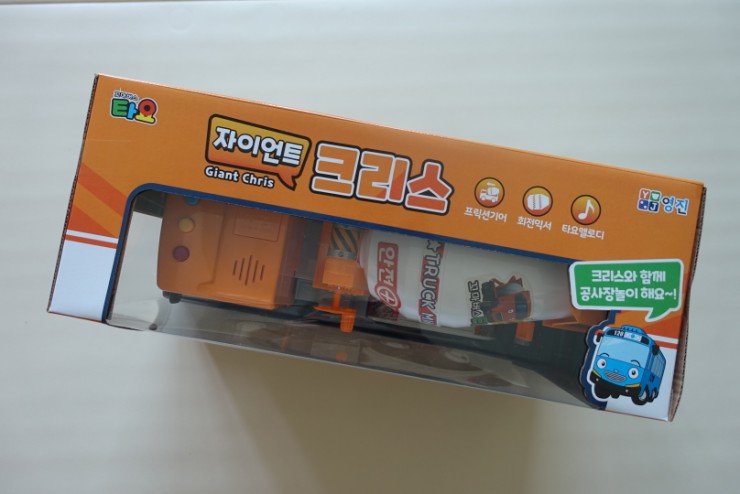 타요
자이언트
Giant Chris
크리스
프릭션기어
회전믹서
타요멜로디
YJ
영진
TRUCK M
크리스와 함께
공사장놀이 해요~!
120